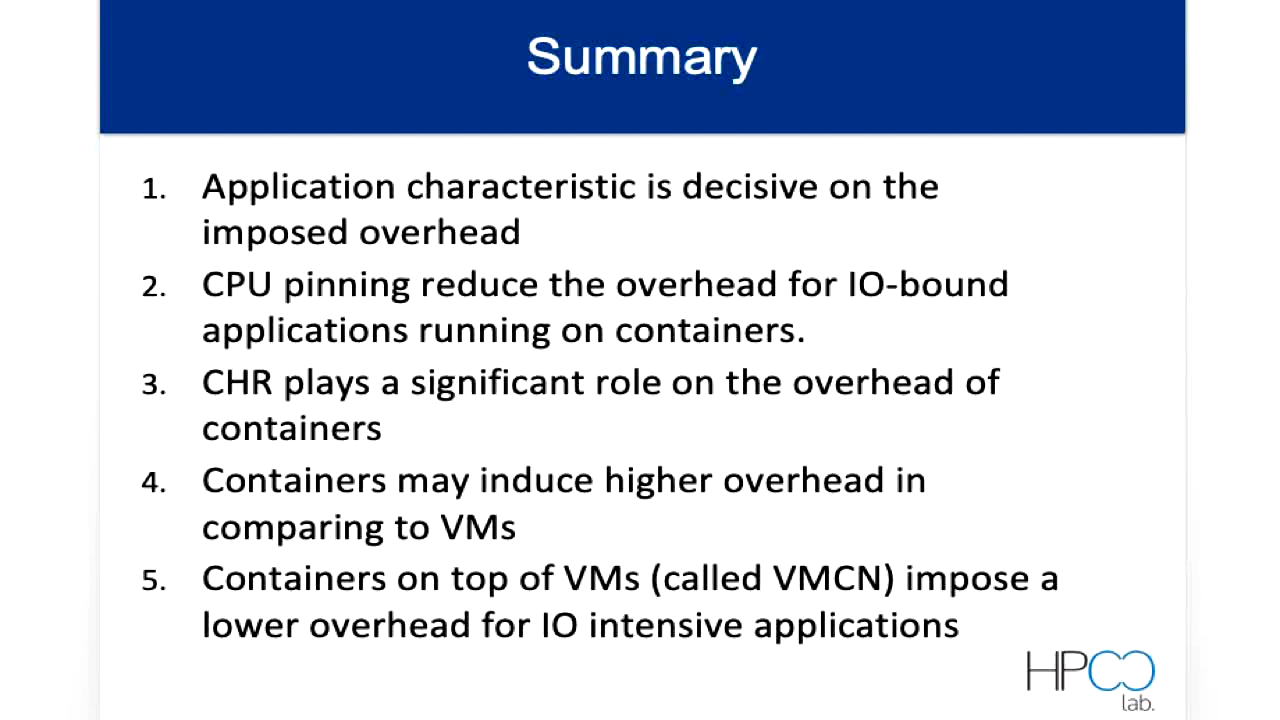 Summary
1. Application characteristic is decisive on the
imposed overhead
2. CPU pinning reduce the overhead for IO-bound
applications running on containers.
3. CHR plays a significant role on the overhead of
containers
4. Containers may induce higher overhead in
comparing to VMs
5. Containers on top of VMs (called VMCN) impose a
lower overhead for IO intensive applications
HPCC
lab.